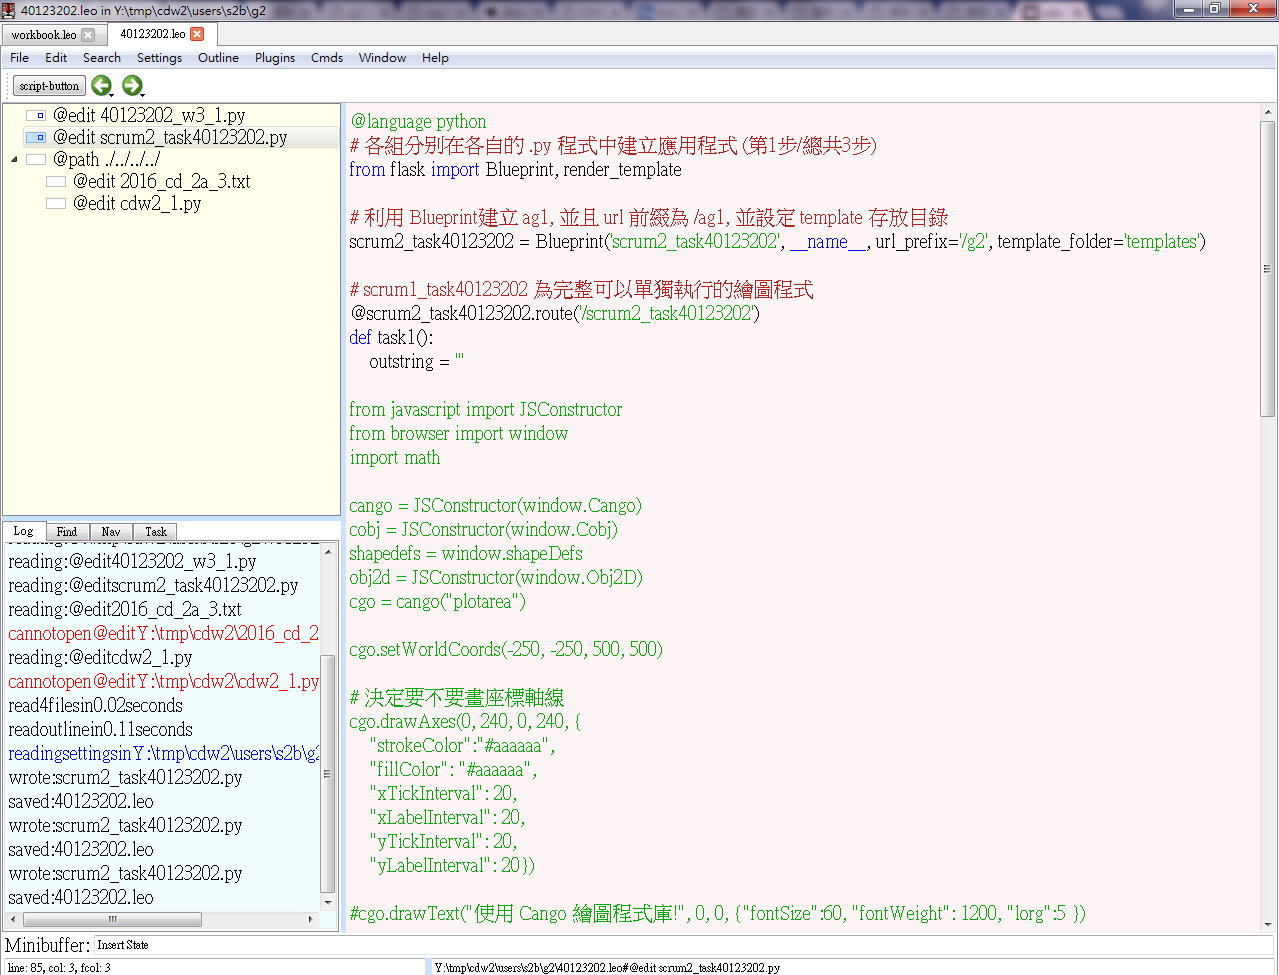 40123202.leo in Y:\tmp\cdw2\users\s2b\g2
workbook.leo
40123202.leo
File Edit Search Settings Outline Plugins Cmds Window Help
script-button
@edit 40123202_w3_1.py
@edit scrum2_task40123202.py
@path ./../../../
@edit 2016_cd_2a_3.txt
@edit cdw2_1.py
Log Find Nav Task
reading:@edit40123202_w3_1.py
reading:@editscrum2_task40123202.py
reading:@edit2016_cd_2a_3.txt
cannotopen@editY:\tmp\cdw2\2016_cd_2
reading:@editcdw2_1.py
cannotopen@editY:\tmp\cdw2\cdw2_1.py
read4filesin0.02seconds
readoutlinein0.11seconds
readingsettingsinY:\tmp\cdw2\users\s2b\g2
wrote:scrum2_task40123202.py
saved:40123202.leo
wrote:scrum2_task40123202.py
saved:40123202.leo
wrote:scrum2_task40123202.py
saved:40123202.leo
@language python
# 各組分別在各自的 .py 程式中建立應用程式 (第1步/總共3步)
from flask import Blueprint, render_template
# 利用 Blueprint建立 ag1, 並且 url 前綴為 /ag1, 並設定 template 存放目錄
scrum2_task40123202 = Blueprint('scrum2_task40123202', __name__, url_prefix='/g2', template_folder='templates')
# scrum1_task40123202 為完整可以單獨執行的繪圖程式
@scrum2_task40123202.route('/scrum2_task40123202')
def task1():
outstring = '''
from javascript import JSConstructor
from browser import window
import math
cango = JSConstructor(window.Cango)
cobj = JSConstructor(window.Cobj)
shapedefs = window.shapeDefs
obj2d = JSConstructor(window.Obj2D)
cgo = cango("plotarea")
cgo.setWorldCoords(-250, -250, 500, 500)
# 決定要不要畫座標軸線
cgo.drawAxes(0, 240, 0, 240, {
"strokeColor":"#aaaaaa",
"fillColor": "#aaaaaa",
"xTickInterval": 20,
"xLabelInterval": 20,
"yTickInterval": 20,
"yLabelInterval": 20})
#cgo.drawText("使用 Cango 繪圖程式庫!", 0, 0, {"fontSize":60, "fontWeight": 1200, "lorg":5 })
Minibuffer: Insert State
line: 85, col: 3, fcol: 3
Y:\tmp\cdw2\users\s2b\g2\40123202.leo#@edit scrum2_task40123202.py